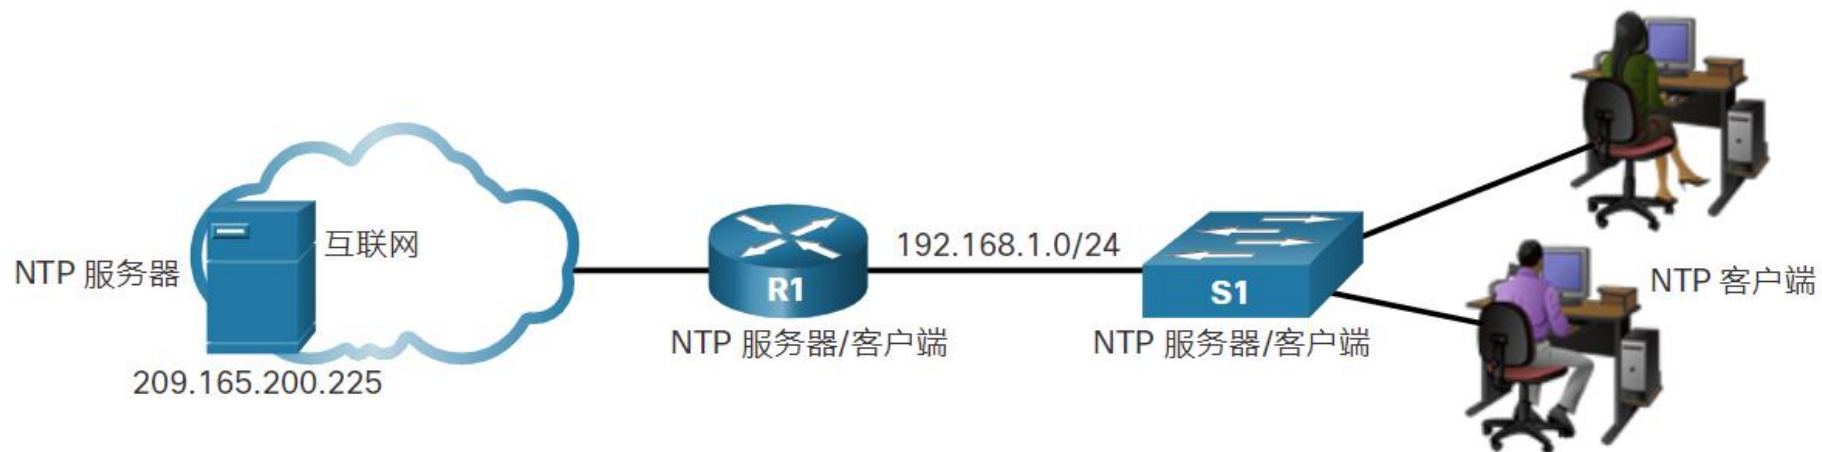 NTP 服务器
互联网
209.165.200.225
R1
NTP 服务器/客户端
192.168.1.0/24
S1
NTP 服务器/客户端
NTP 客户端